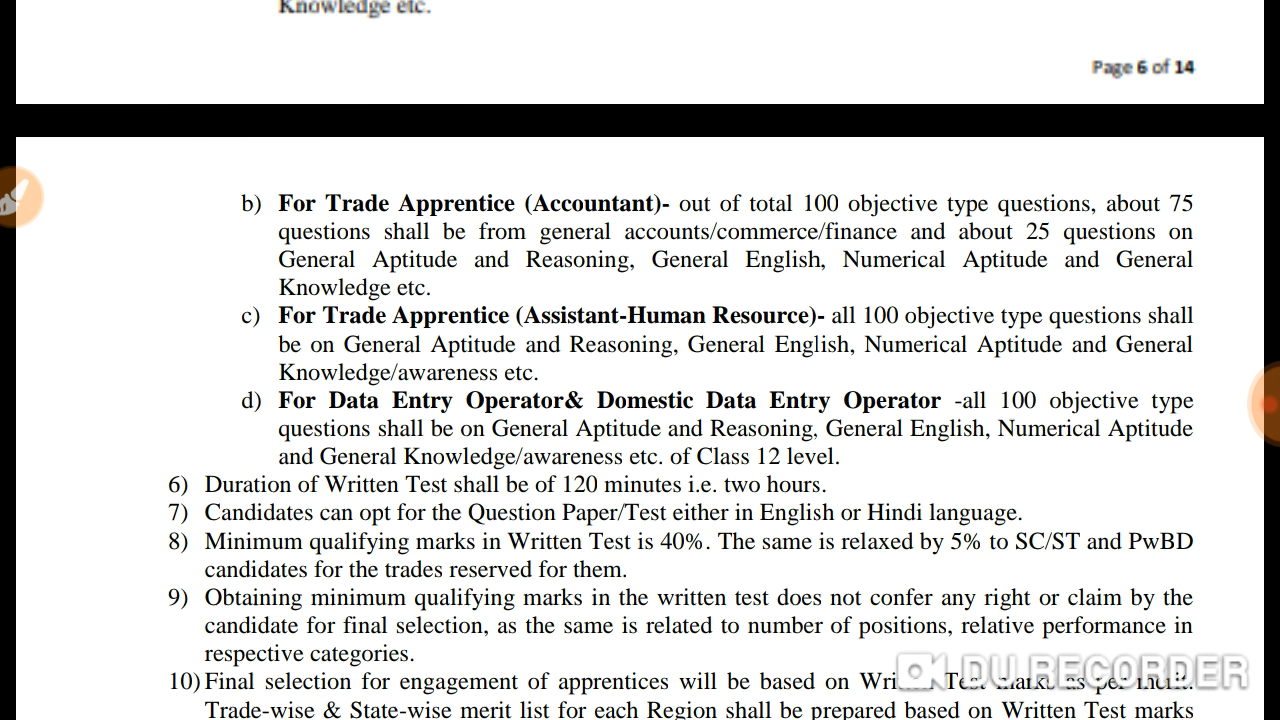 Knowledge etc.
Page 6 of 14
b) For Trade Apprentice (Accountant)- out of total 100 objective type questions, about 75
questions shall be from general accounts/commerce/finance and about 25 questions on
General Aptitude and Reasoning, General English, Numerical Aptitude and General
Knowledge etc.
c) For Trade Apprentice (Assistant-Human Resource)- all 100 objective type questions shall
be on General Aptitude and Reasoning, General English, Numerical Aptitude and General
Knowledge/awareness etc.
d) For Data Entry Operator& Domestic Data Entry Operator -all 100 objective type
questions shall be on General Aptitude and Reasoning, General English, Numerical Aptitude
and General Knowledge/awareness etc. of Class 12 level.
6) Duration of Written Test shall be of 120 minutes i.e. two hours.
7) Candidates can opt for the Question Paper/Test either in English or Hindi language.
8) Minimum qualifying marks in Written Test is 40%. The same is relaxed by 5% to SC/ST and PwBD
candidates for the trades reserved for them.
9) Obtaining minimum qualifying marks in the written test does not confer any right or claim by the
candidate for final selection, as the same is related to number of positions, relative performance in
respective categories.
10) Final selection for engagement of apprentices will be based on Written Test marks as per merit.
Trade-wise & State-wise merit list for each Region shall be prepared based on Written Test marks
DU RECORDER